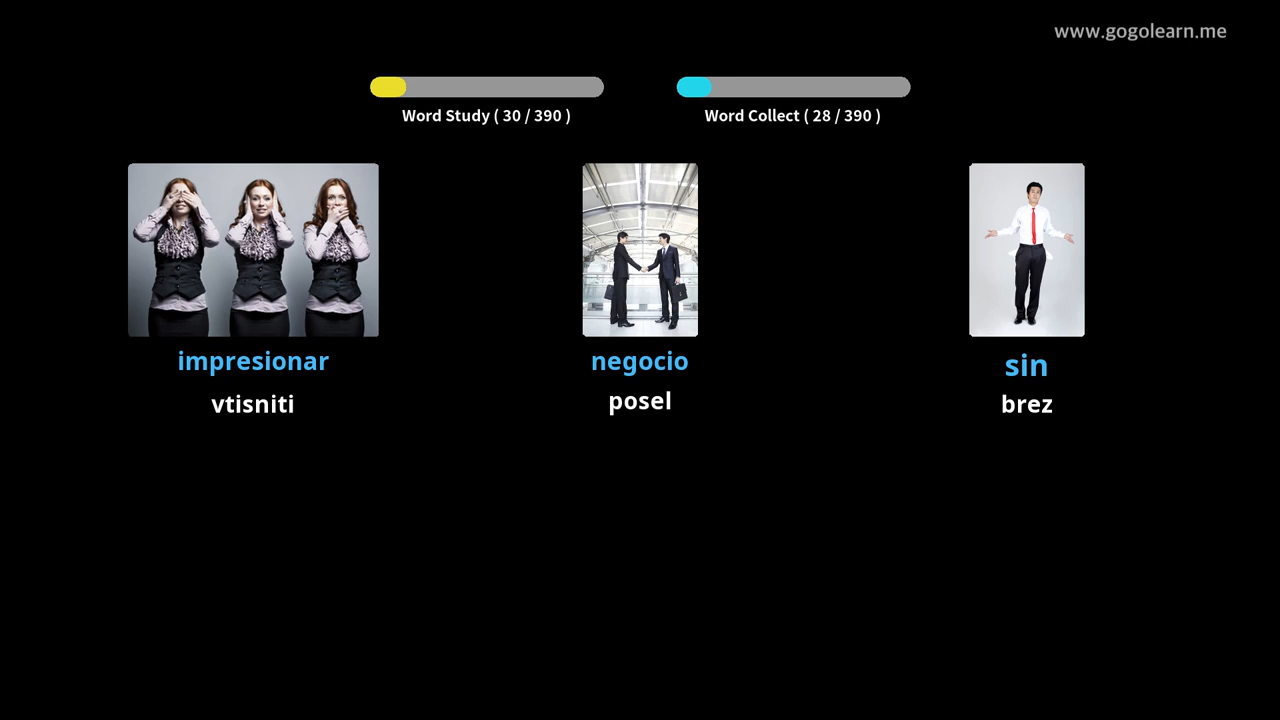 www.gogolearn.me
Word Study ( 30 / 390 )
Word Collect ( 28 / 390 )
impresionar
vtisniti
negocio
posel
sin
brez